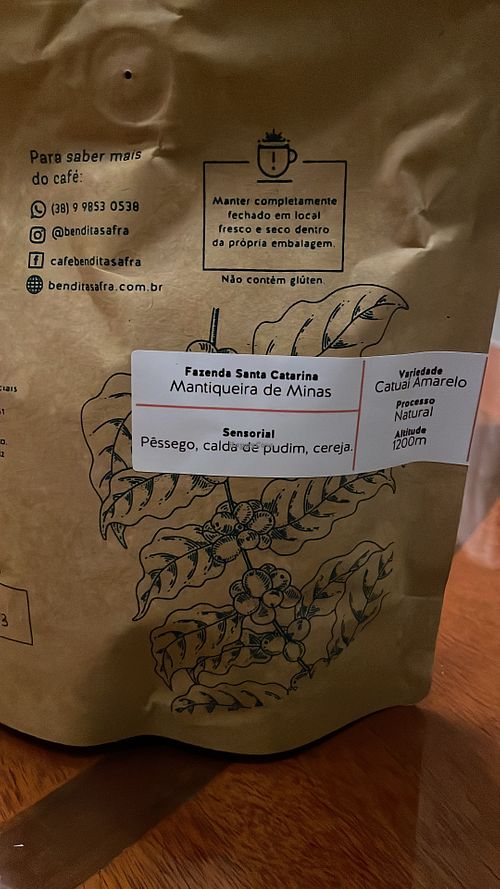 Para saber mais
do café:
(38) 9 9853 0538
@benditasafra
cafebenditasafra
benditasafra.com.br
!
Manter completamente
fechado em local
fresco e seco dentro
da própria embalagem.
Não contém glúten.
Fazenda Santa Catarina
Mantiqueira de Minas
Sensorial
Pêssego, calda de pudim, cereja.
Variedade
Catuaí Amarelo
Processo
Natural
Altitude
1200m